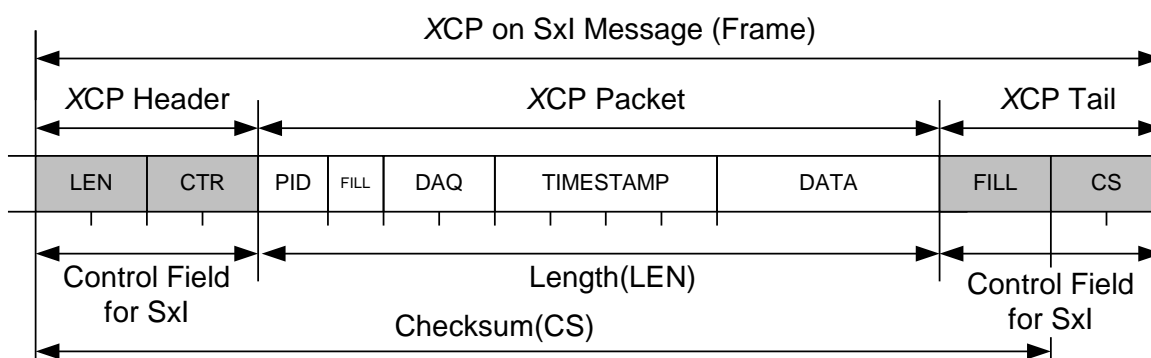 XCP on SxI Message (Frame)
XCP Header
XCP Packet
XCP Tail
LEN
CTR
PID
FILL
DAQ
TIMESTAMP
DATA
FILL
CS
Control Field
for SxI
Length(LEN)
Control Field
for SxI
Checksum(CS)